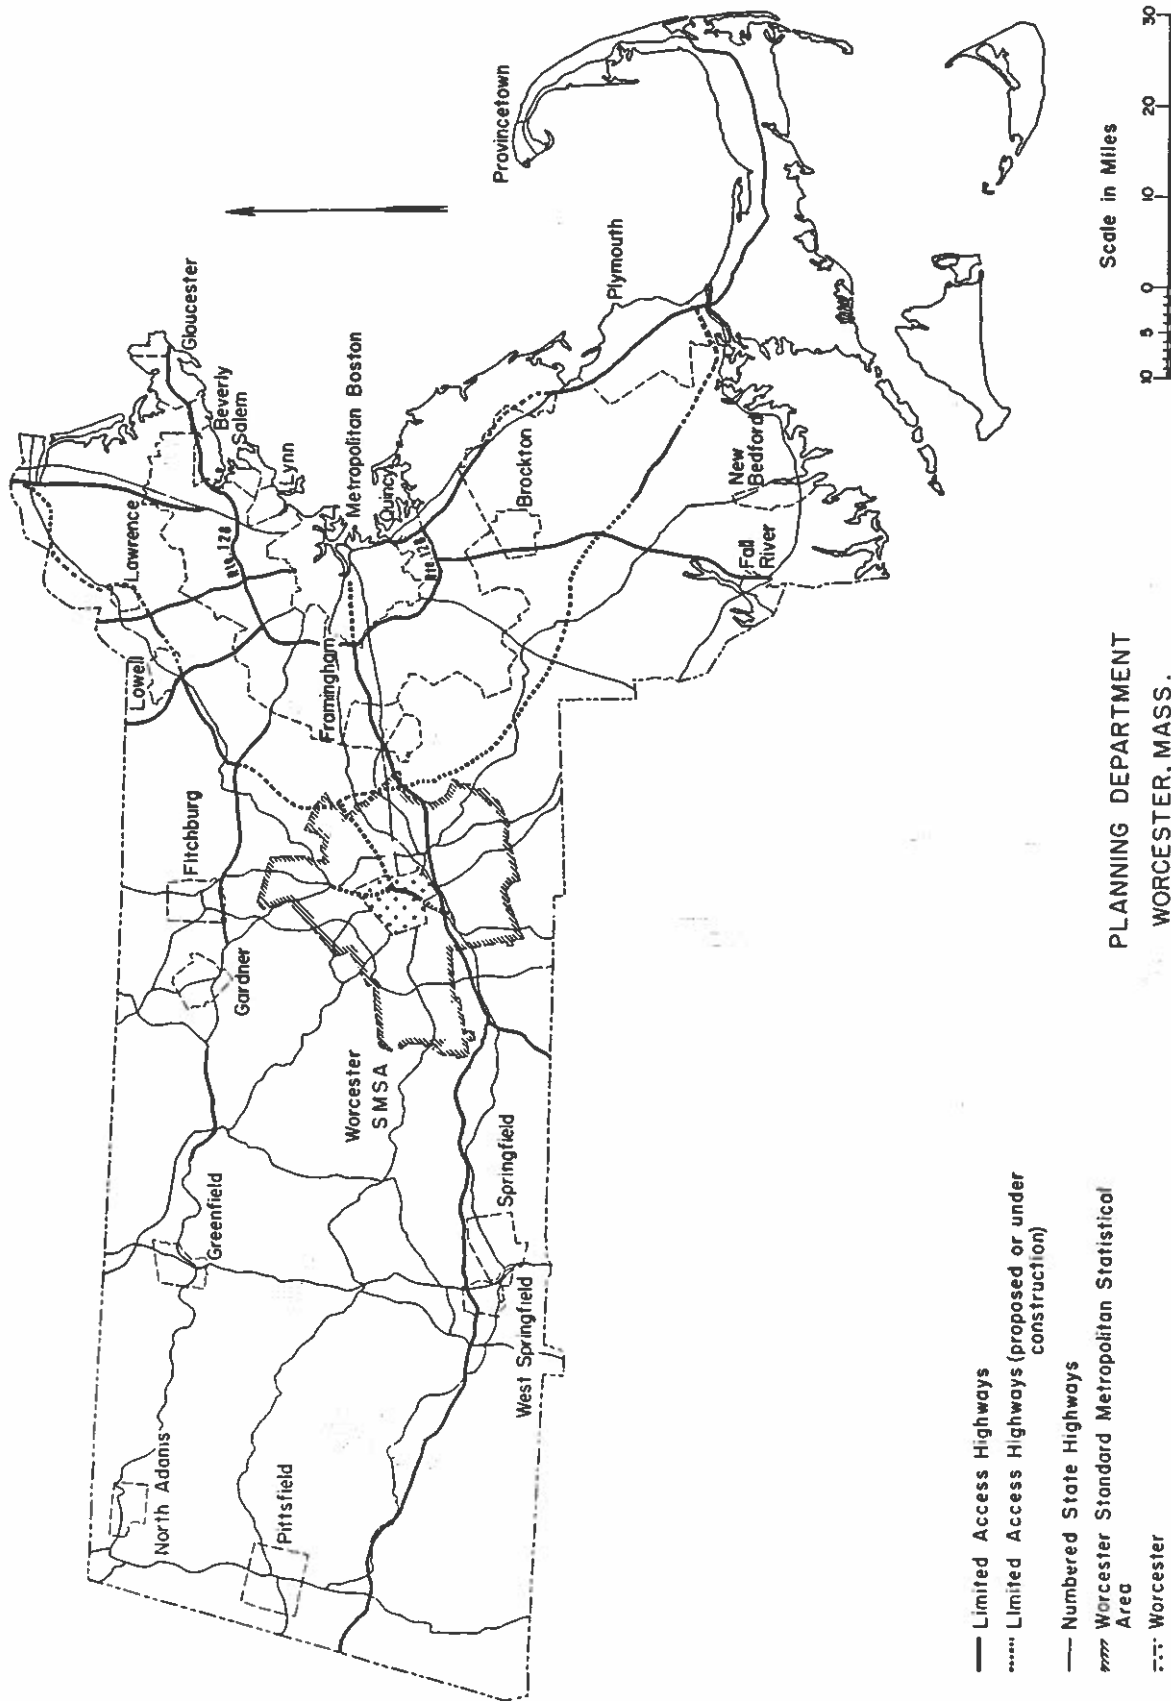 Provincetown
Gloucester
Beverly
Salem
Lynn
Lawrence
Rte. 128
Lowell
Metropolitan Boston
Quincy
Rte. 128
Plymouth
Brockton
New
Bedford
Fall
River
Framingham
Fitchburg
Gardner
Worcester
SMSA
Greenfield
Springfield
West Springfield
North Adams
Pittsfield
Limited Access Highways
Limited Access Highways (proposed or under
construction)
Numbered State Highways
Worcester Standard Metropolitan Statistical
Area
Worcester
PLANNING DEPARTMENT
WORCESTER, MASS.
Scale in Miles
10 5 0 10 20 30